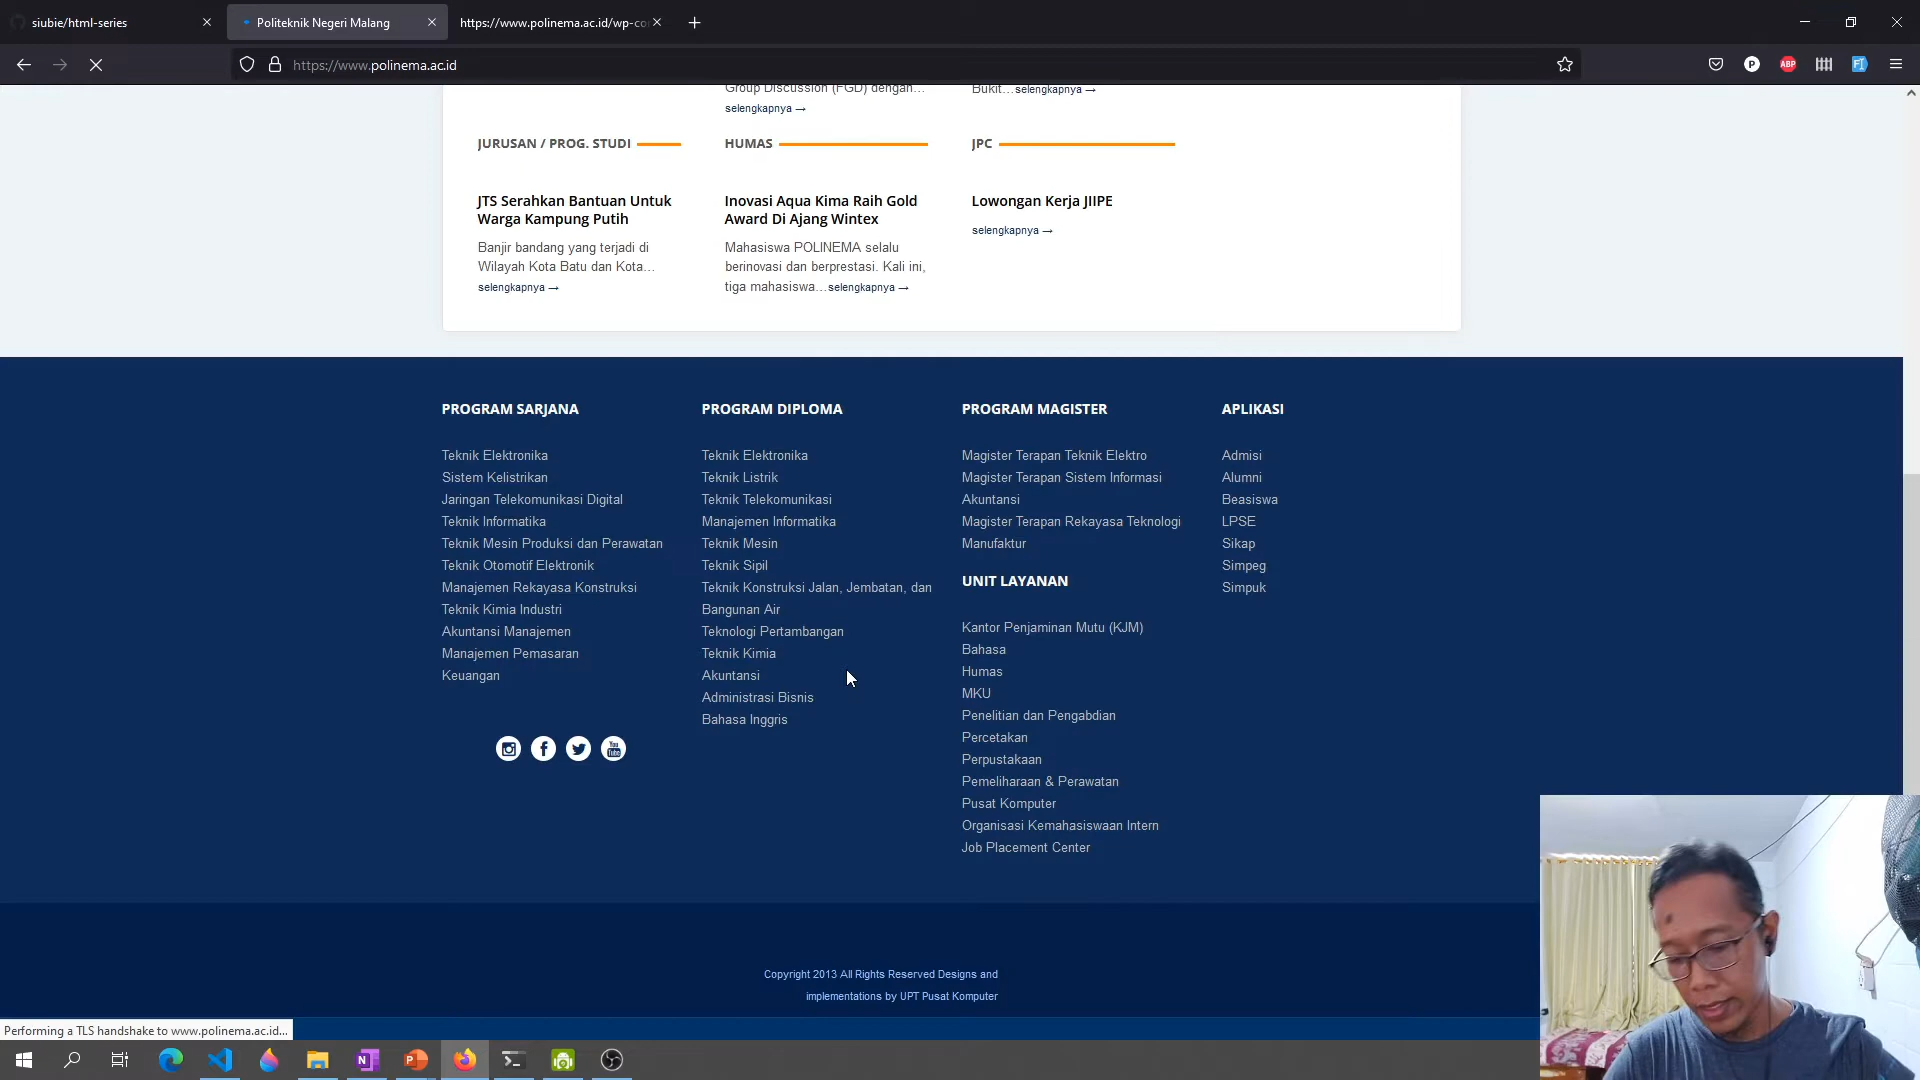 siubie/html-series
Politeknik Negeri Malang
https://www.polinema.ac.id/wp-co
https://www.polinema.ac.id
P
ABP
Group Discussion (FGD) dengan…
selengkapnya →
Bukit…selengkapnya →
JURUSAN / PROG. STUDI
HUMAS
JPC
JTS Serahkan Bantuan Untuk
Warga Kampung Putih
Banjir bandang yang terjadi di
Wilayah Kota Batu dan Kota…
selengkapnya →
Inovasi Aqua Kima Raih Gold
Award Di Ajang Wintex
Mahasiswa POLINEMA selalu
berinovasi dan berprestasi. Kali ini,
tiga mahasiswa…selengkapnya →
Lowongan Kerja JIIPE
selengkapnya →
PROGRAM SARJANA
Teknik Elektronika
Sistem Kelistrikan
Jaringan Telekomunikasi Digital
Teknik Informatika
Teknik Mesin Produksi dan Perawatan
Teknik Otomotif Elektronik
Manajemen Rekayasa Konstruksi
Teknik Kimia Industri
Akuntansi Manajemen
Manajemen Pemasaran
Keuangan
You
Tube
PROGRAM DIPLOMA
Teknik Elektronika
Teknik Listrik
Teknik Telekomunikasi
Manajemen Informatika
Teknik Mesin
Teknik Sipil
Teknik Konstruksi Jalan, Jembatan, dan
Bangunan Air
Teknologi Pertambangan
Teknik Kimia
Akuntansi
Administrasi Bisnis
Bahasa Inggris
PROGRAM MAGISTER
Magister Terapan Teknik Elektro
Magister Terapan Sistem Informasi
Akuntansi
Magister Terapan Rekayasa Teknologi
Manufaktur
UNIT LAYANAN
Kantor Penjaminan Mutu (KJM)
Bahasa
Humas
MKU
Penelitian dan Pengabdian
Percetakan
Perpustakaan
Pemeliharaan & Perawatan
Pusat Komputer
Organisasi Kemahasiswaan Intern
Job Placement Center
APLIKASI
Admisi
Alumni
Beasiswa
LPSE
Sikap
Simpeg
Simpuk
Copyright 2013 All Rights Reserved Designs and
implementations by UPT Pusat Komputer
Performing a TLS handshake to www.polinema.ac.id...